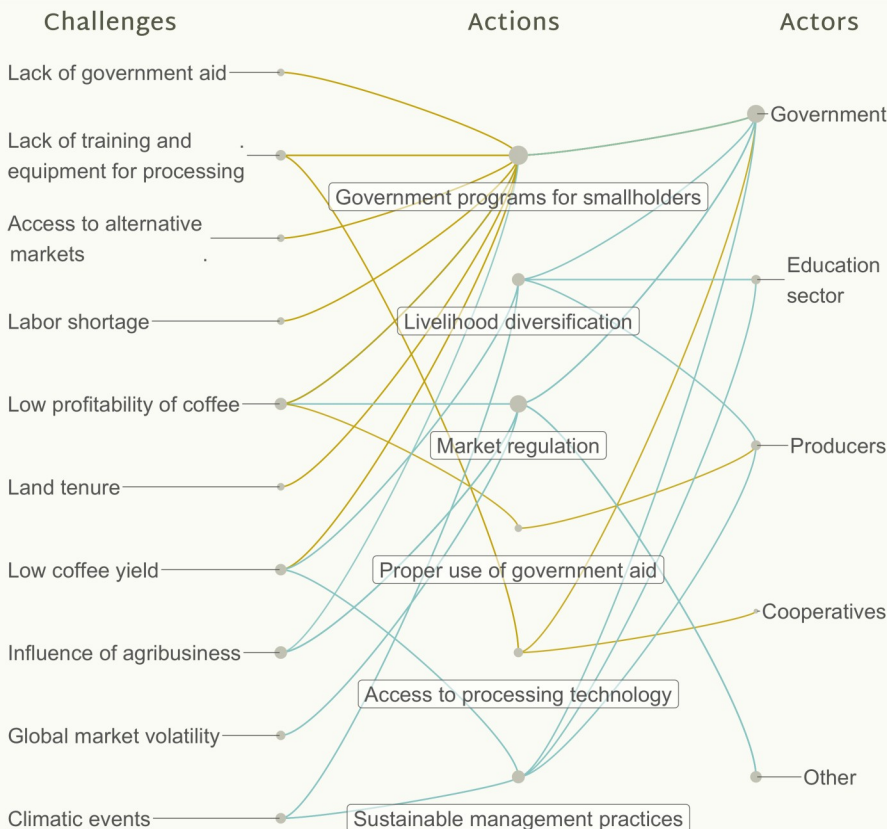 Challenges
Actions
Actors
Lack of government aid
Lack of training and
equipment for processing
Access to alternative
markets
Labor shortage
Low profitability of coffee
Land tenure
Low coffee yield
Influence of agribusiness
Global market volatility
Climatic events
Government programs for smallholders
Livelihood diversification
Market regulation
Proper use of government aid
Access to processing technology
Sustainable management practices
Government
Education
sector
Producers
Cooperatives
Other